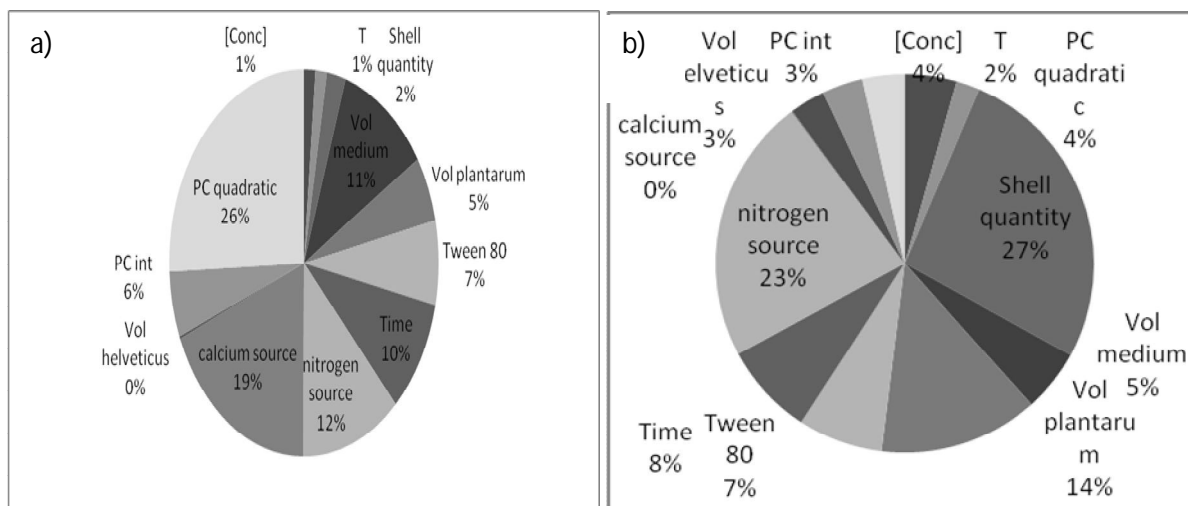 a)
[Conc]
1%
T
1%
Shell
quantity
2%
Vol
medium
11%
Vol plantarum
5%
Tween 80
7%
Time
10%
nitrogen
source
12%
calcium source
19%
Vol
helveticus
0%
PC int
6%
PC quadratic
26%
b)
[Conc]
4%
T
2%
PC
quadrati
c
4%
Shell
quantity
27%
Vol
medium
5%
Vol
plantaru
m
14%
Tween
80
7%
Time
8%
nitrogen
source
23%
calcium
source
0%
Vol
elveticu
s
3%
PC int
3%